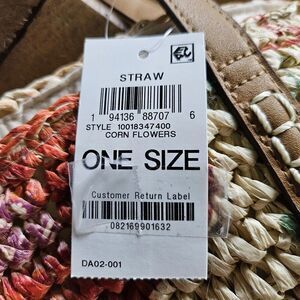 STRAW
1 94136 88707 6
STYLE 10018347400
CORN FLOWERS
ONE SIZE
Customer Return Label
082169901632
DA02-001